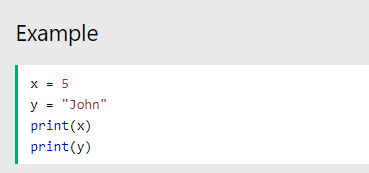 Example
x = 5
y = "John"
print(x)
print(y)